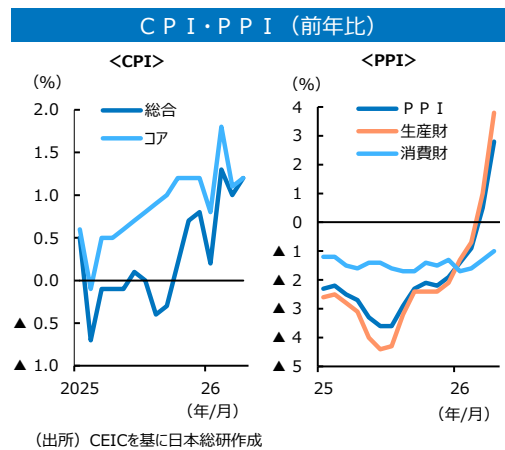 ＣＰＩ・ＰＰＩ（前年比）
<CPI>
（%）
2.0
1.5
1.0
0.5
0.0
▲ 0.5
▲ 1.0
総合
コア
2025
26
（年/月）
<PPI>
（%）
4
3
2
1
0
▲ 1
▲ 2
▲ 3
▲ 4
▲ 5
ＰＰＩ
生産財
消費財
25
26
（年/月）
（出所）CEICを基に日本総研作成